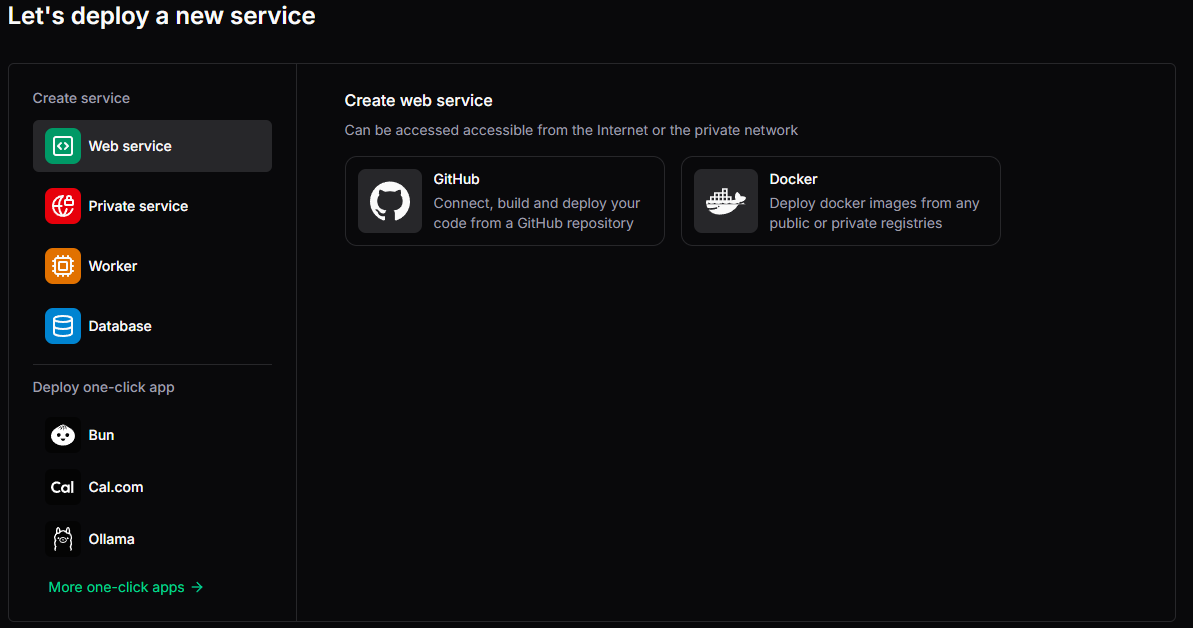 Let's deploy a new service
Create service
Web service
Private service
Worker
Database
Deploy one-click app
Bun
Cal
Cal.com
Ollama
More one-click apps →
Create web service
Can be accessed accessible from the Internet or the private network
GitHub
Connect, build and deploy your
code from a GitHub repository
Docker
Deploy docker images from any
public or private registries